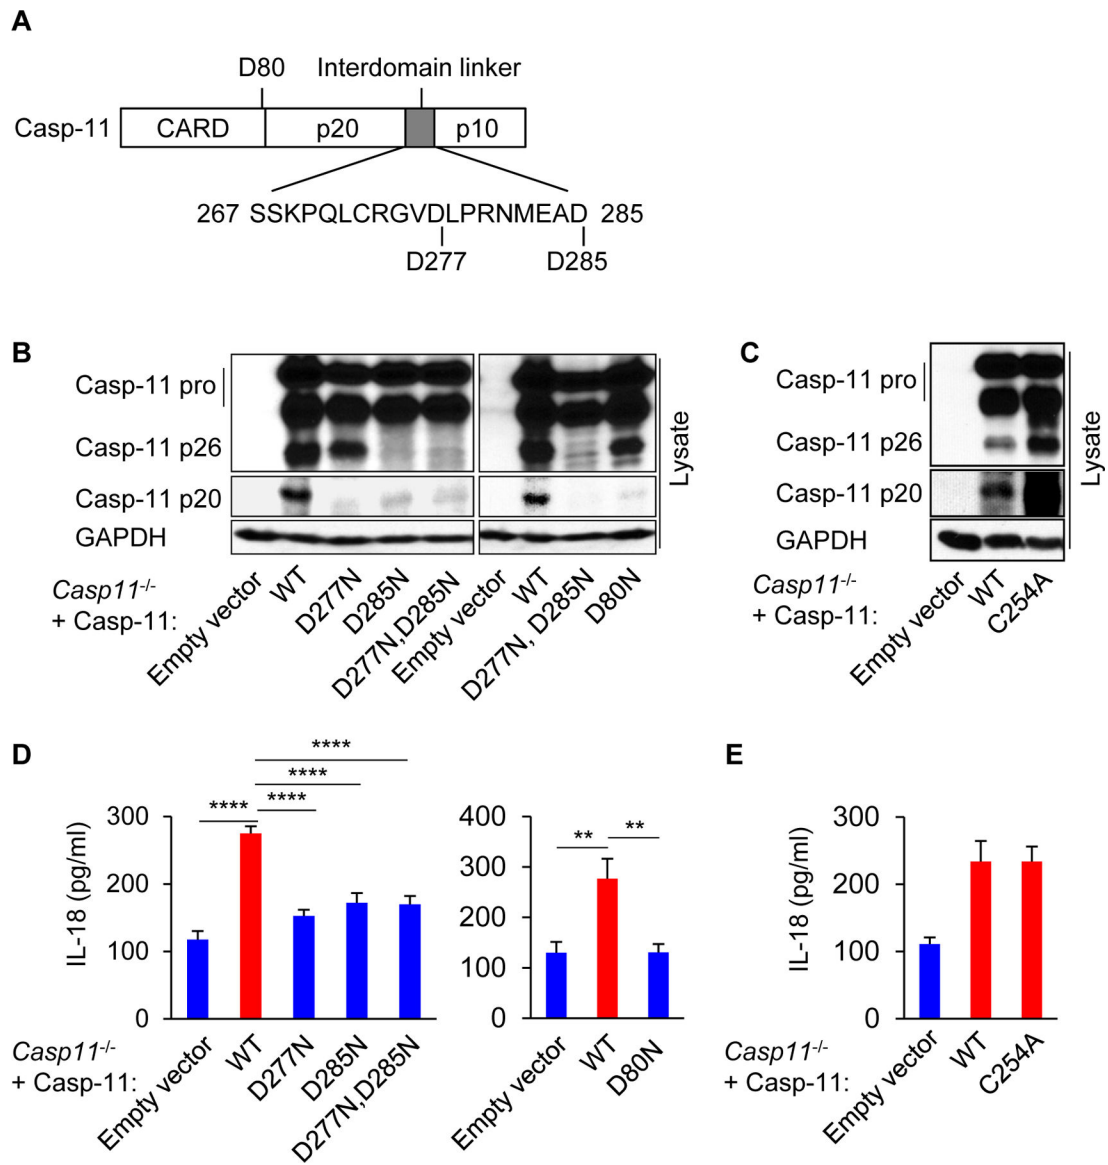 A
D80 Interdomain linker
Casp-11 CARD p20 p10
267 SSKPQLCRGVDLPRNMEAD 285
D277 D285
B
Casp-11 pro
Casp-11 p26
Casp-11 p20
GAPDH
Lysate
Casp11-/-
+ Casp-11:
Empty vector
WT
D277N
D285N
D277N,D285N
Empty vector
WT
D277N, D285N
D80N
C
Casp-11 pro
Casp-11 p26
Casp-11 p20
GAPDH
Lysate
Casp11-/-
+ Casp-11:
Empty vector
WT
C254A
D
IL-18 (pg/ml)
300
200
100
0
****
****
****
****
Casp11-/-
+ Casp-11:
Empty vector
WT
D277N
D285N
D277N,D285N
400
300
200
100
0
** **
Empty vector
WT
D80N
E
IL-18 (pg/ml)
300
200
100
0
Casp11-/-
+ Casp-11:
Empty vector
WT
C254A